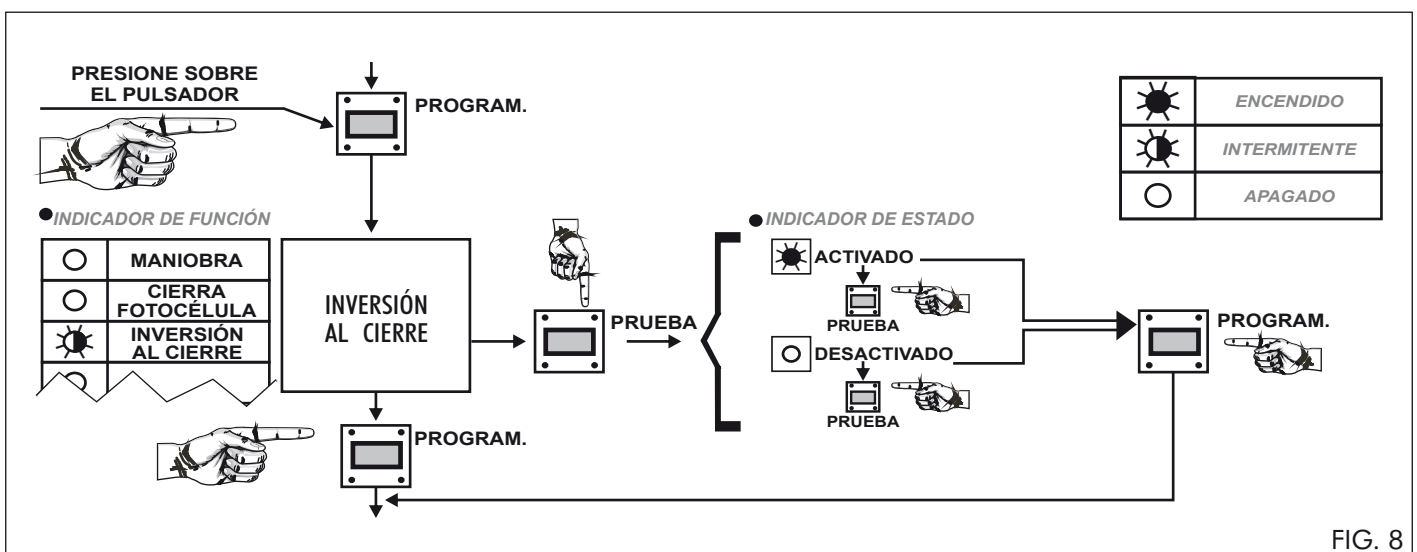 PRESIONE SOBRE
EL PULSADOR
PROGRAM.
ENCENDIDO
INTERMITENTE
APAGADO
INDICADOR DE FUNCIÓN
MANIOBRA
CIERRA
FOTOCÉLULA
INVERSIÓN
AL CIERRE
INVERSIÓN
AL CIERRE
PRUEBA
INDICADOR DE ESTADO
ACTIVADO
PRUEBA
DESACTIVADO
PRUEBA
PROGRAM.
PROGRAM.
FIG. 8